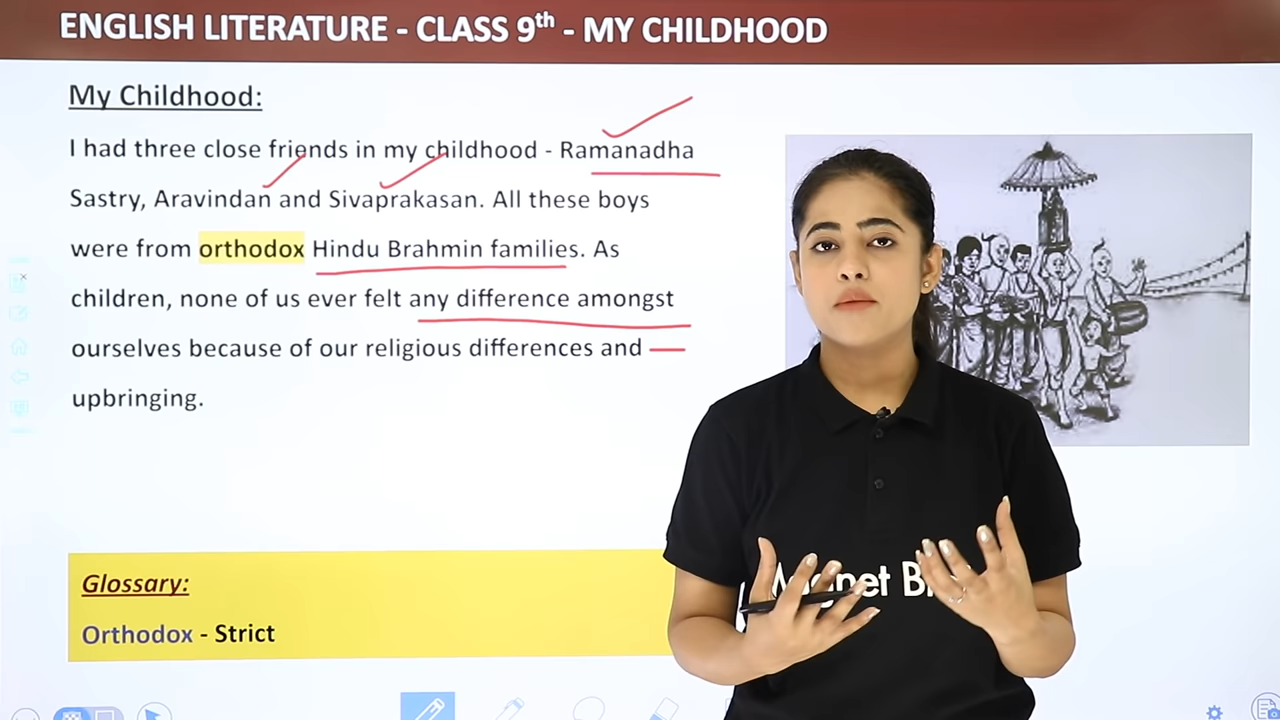 ENGLISH LITERATURE - CLASS 9th - MY CHILDHOOD
My Childhood:
I had three close friends in my childhood - Ramanadha
Sastry, Aravindan and Sivaprakasan. All these boys
were from orthodox Hindu Brahmin families. As
children, none of us ever felt any difference amongst
ourselves because of our religious differences and
upbringing.
Glossary:
Orthodox - Strict